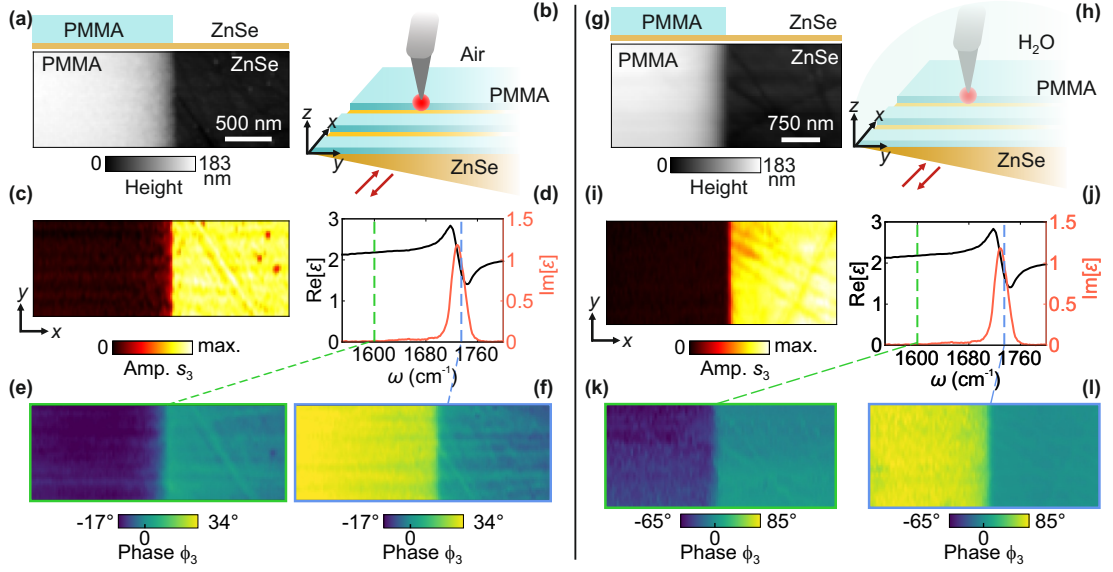 (a)
PMMA
ZnSe
PMMA
ZnSe
500 nm
0
183
nm
Height
(b)
Air
PMMA
z
x
y
ZnSe
(c)
y
x
0
max.
Amp. s₃
(d)
3
2
1
0
Re[ε]
1.5
1
0.5
0
Im[ε]
1600
1680
1760
ω (cm⁻¹)
(e)
-17°
34°
0
Phase ϕ₃
(f)
-17°
34°
0
Phase ϕ₃
(g)
PMMA
ZnSe
PMMA
ZnSe
750 nm
0
183
nm
Height
(h)
H₂O
PMMA
z
x
y
ZnSe
(i)
y
x
0
max.
Amp. s₃
(j)
3
2
1
0
Re[ε]
1.5
1
0.5
0
Im[ε]
1600
1680
1760
ω (cm⁻¹)
(k)
-65°
85°
0
Phase ϕ₃
(l)
-65°
85°
0
Phase ϕ₃